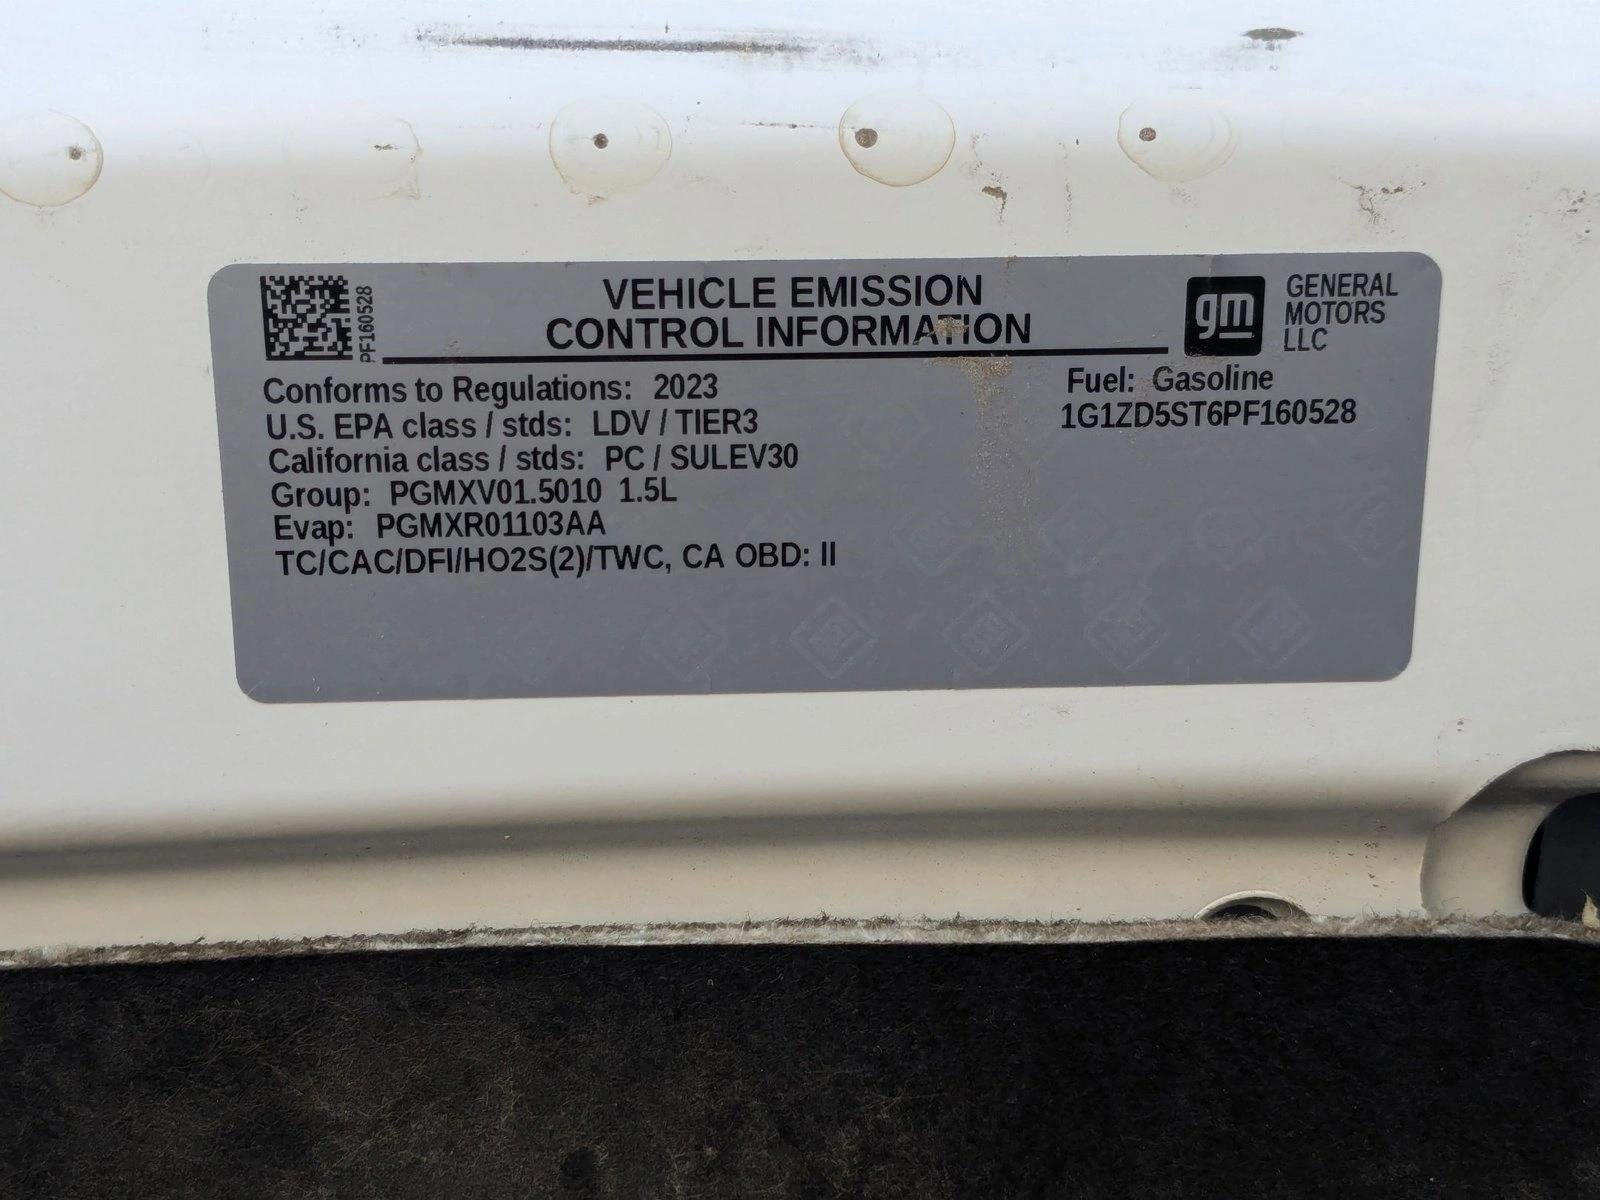 PF160528
VEHICLE EMISSION
CONTROL INFORMATION
gm
GENERAL
MOTORS
LLC
Conforms to Regulations: 2023
U.S. EPA class / stds: LDV / TIER3
California class / stds: PC / SULEV30
Group: PGMXV01.5010 1.5L
Evap: PGMXR01103AA
TC/CAC/DFI/HO2S(2)/TWC, CA OBD: II
Fuel: Gasoline
1G1ZD5ST6PF160528